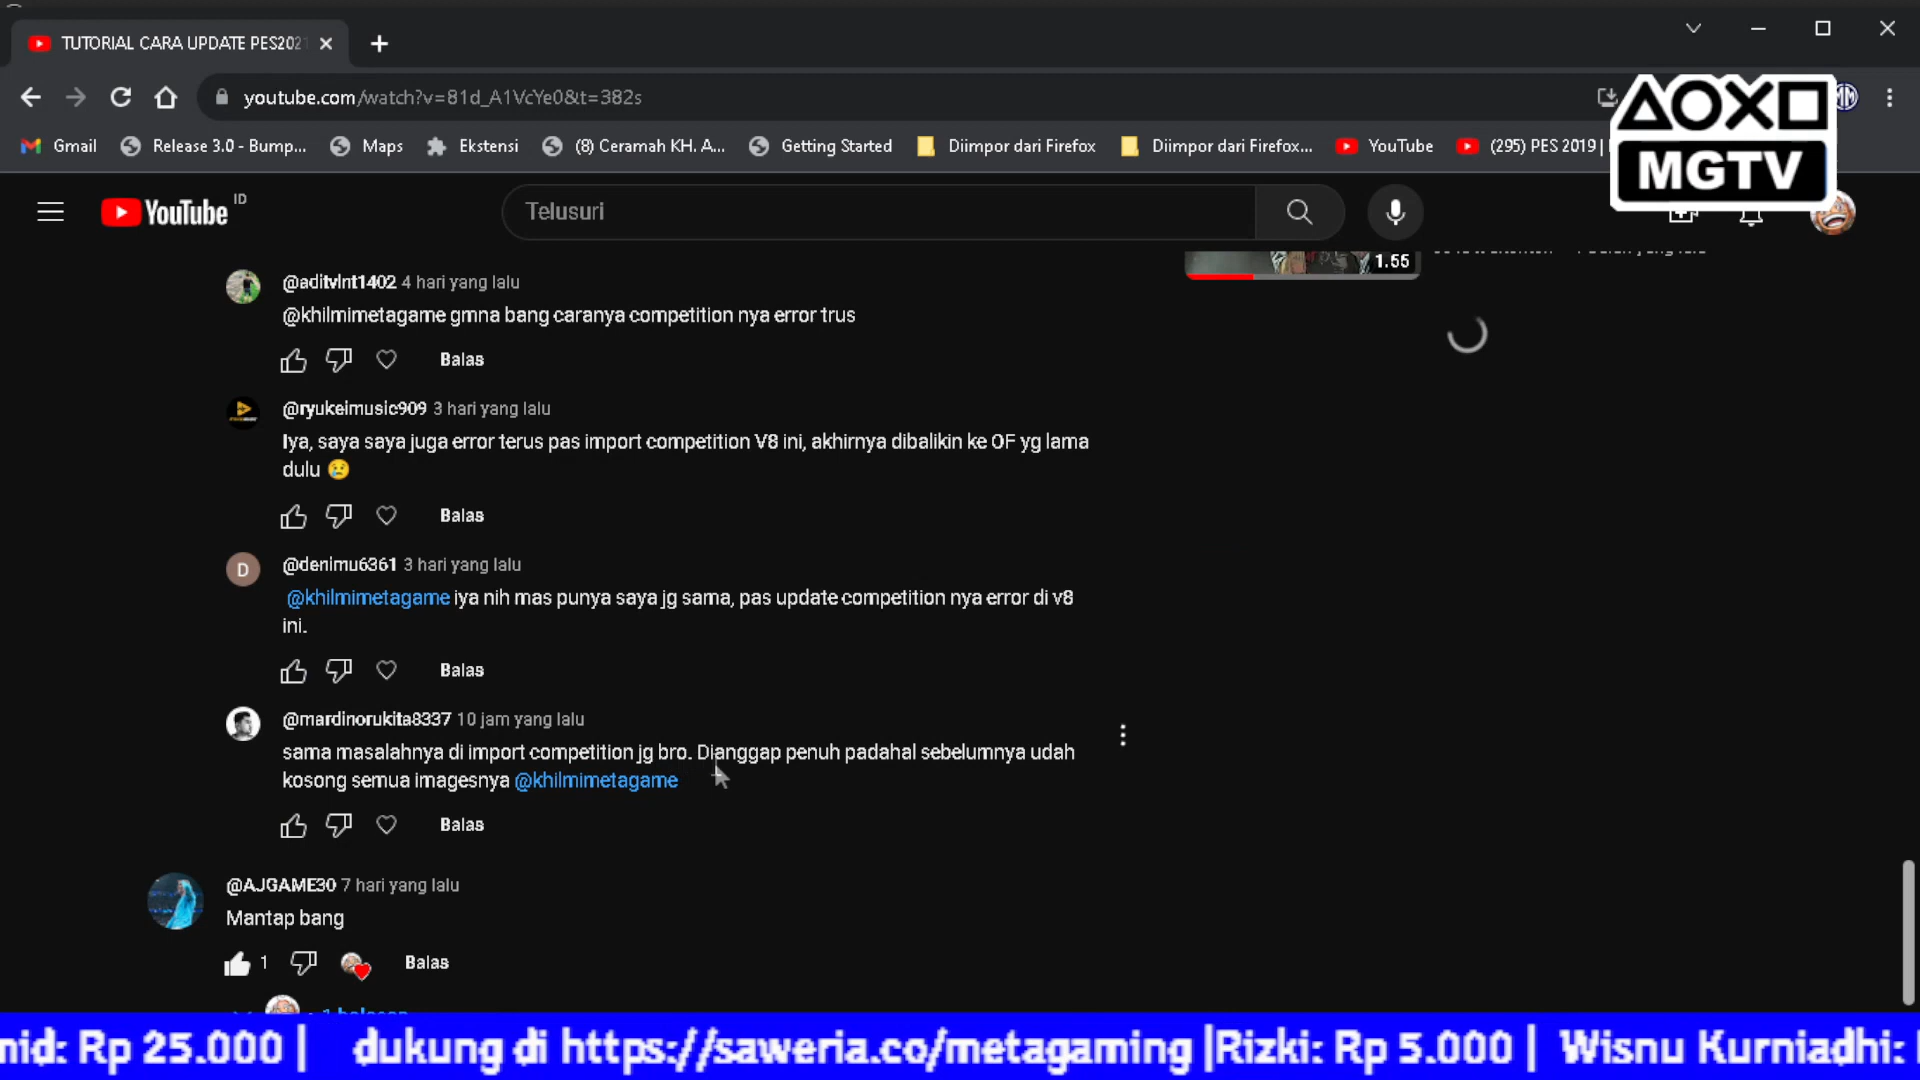 TUTORIAL CARA UPDATE PES2021
youtube.com/watch?v=81d_A1VcYe0&t=382s
Gmail
Release 3.0 - Bump...
Maps
Ekstensi
(8) Ceramah KH. A...
Getting Started
Diimpor dari Firefox
Diimpor dari Firefox...
YouTube
(295) PES 2019 |
MGTV
YouTube ID
Telusuri
1.55
@aditvlnt1402 4 hari yang lalu
@khilmimetagame gmna bang caranya competition nya error trus
Balas
@ryukeimusic909 3 hari yang lalu
Iya, saya saya juga error terus pas import competition V8 ini, akhirnya dibalikin ke OF yg lama
dulu 😢
Balas
D
@denimu6361 3 hari yang lalu
@khilmimetagame iya nih mas punya saya jg sama, pas update competition nya error di v8
ini.
Balas
@mardinorukita8337 10 jam yang lalu
sama masalahnya di import competition jg bro. Dianggap penuh padahal sebelumnya udah
kosong semua imagesnya @khilmimetagame
Balas
@AJGAME30 7 hari yang lalu
Mantap bang
1
Balas
1 balasan
mid: Rp 25.000 | dukung di https://saweria.co/metagaming |Rizki: Rp 5.000 | Wisnu Kurniadhi: